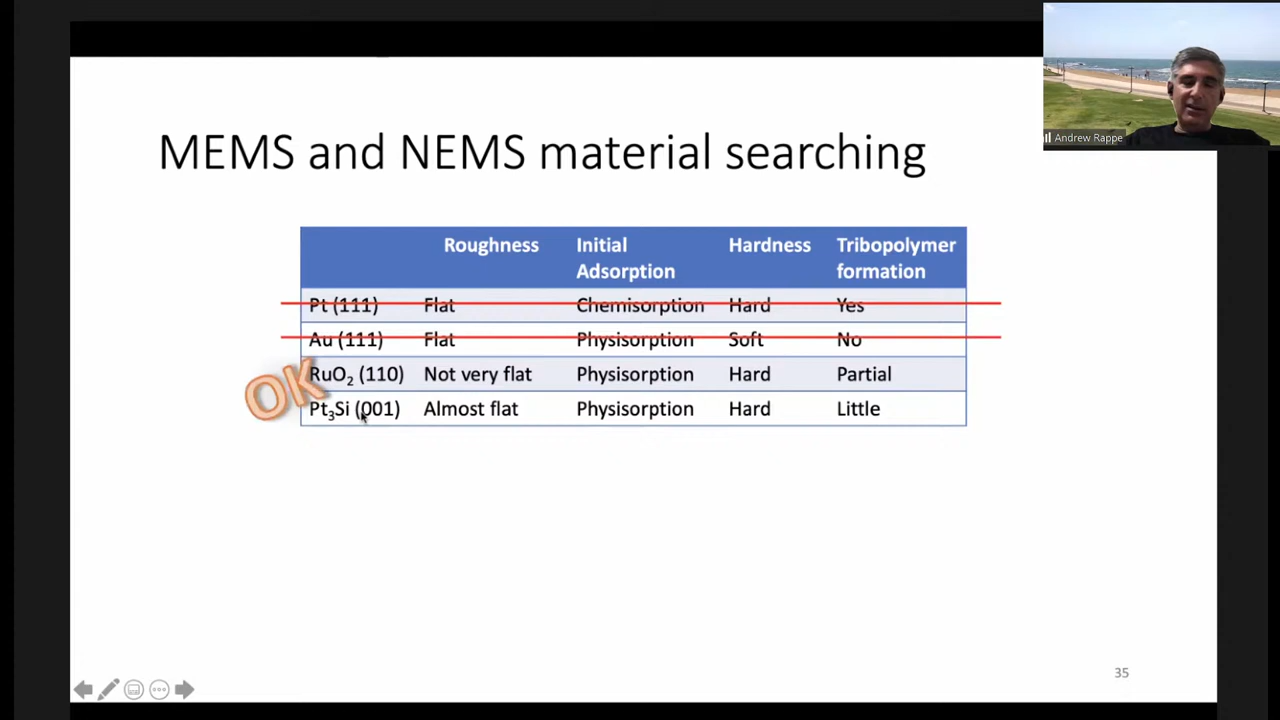 Andrew Rappe
MEMS and NEMS material searching
Roughness Initial Adsorption Hardness Tribopolymer formation
Pt (111) Flat Chemisorption Hard Yes
Au (111) Flat Physisorption Soft No
RuO₂ (110) Not very flat Physisorption Hard Partial
Pt₃Si (001) Almost flat Physisorption Hard Little
OK
35